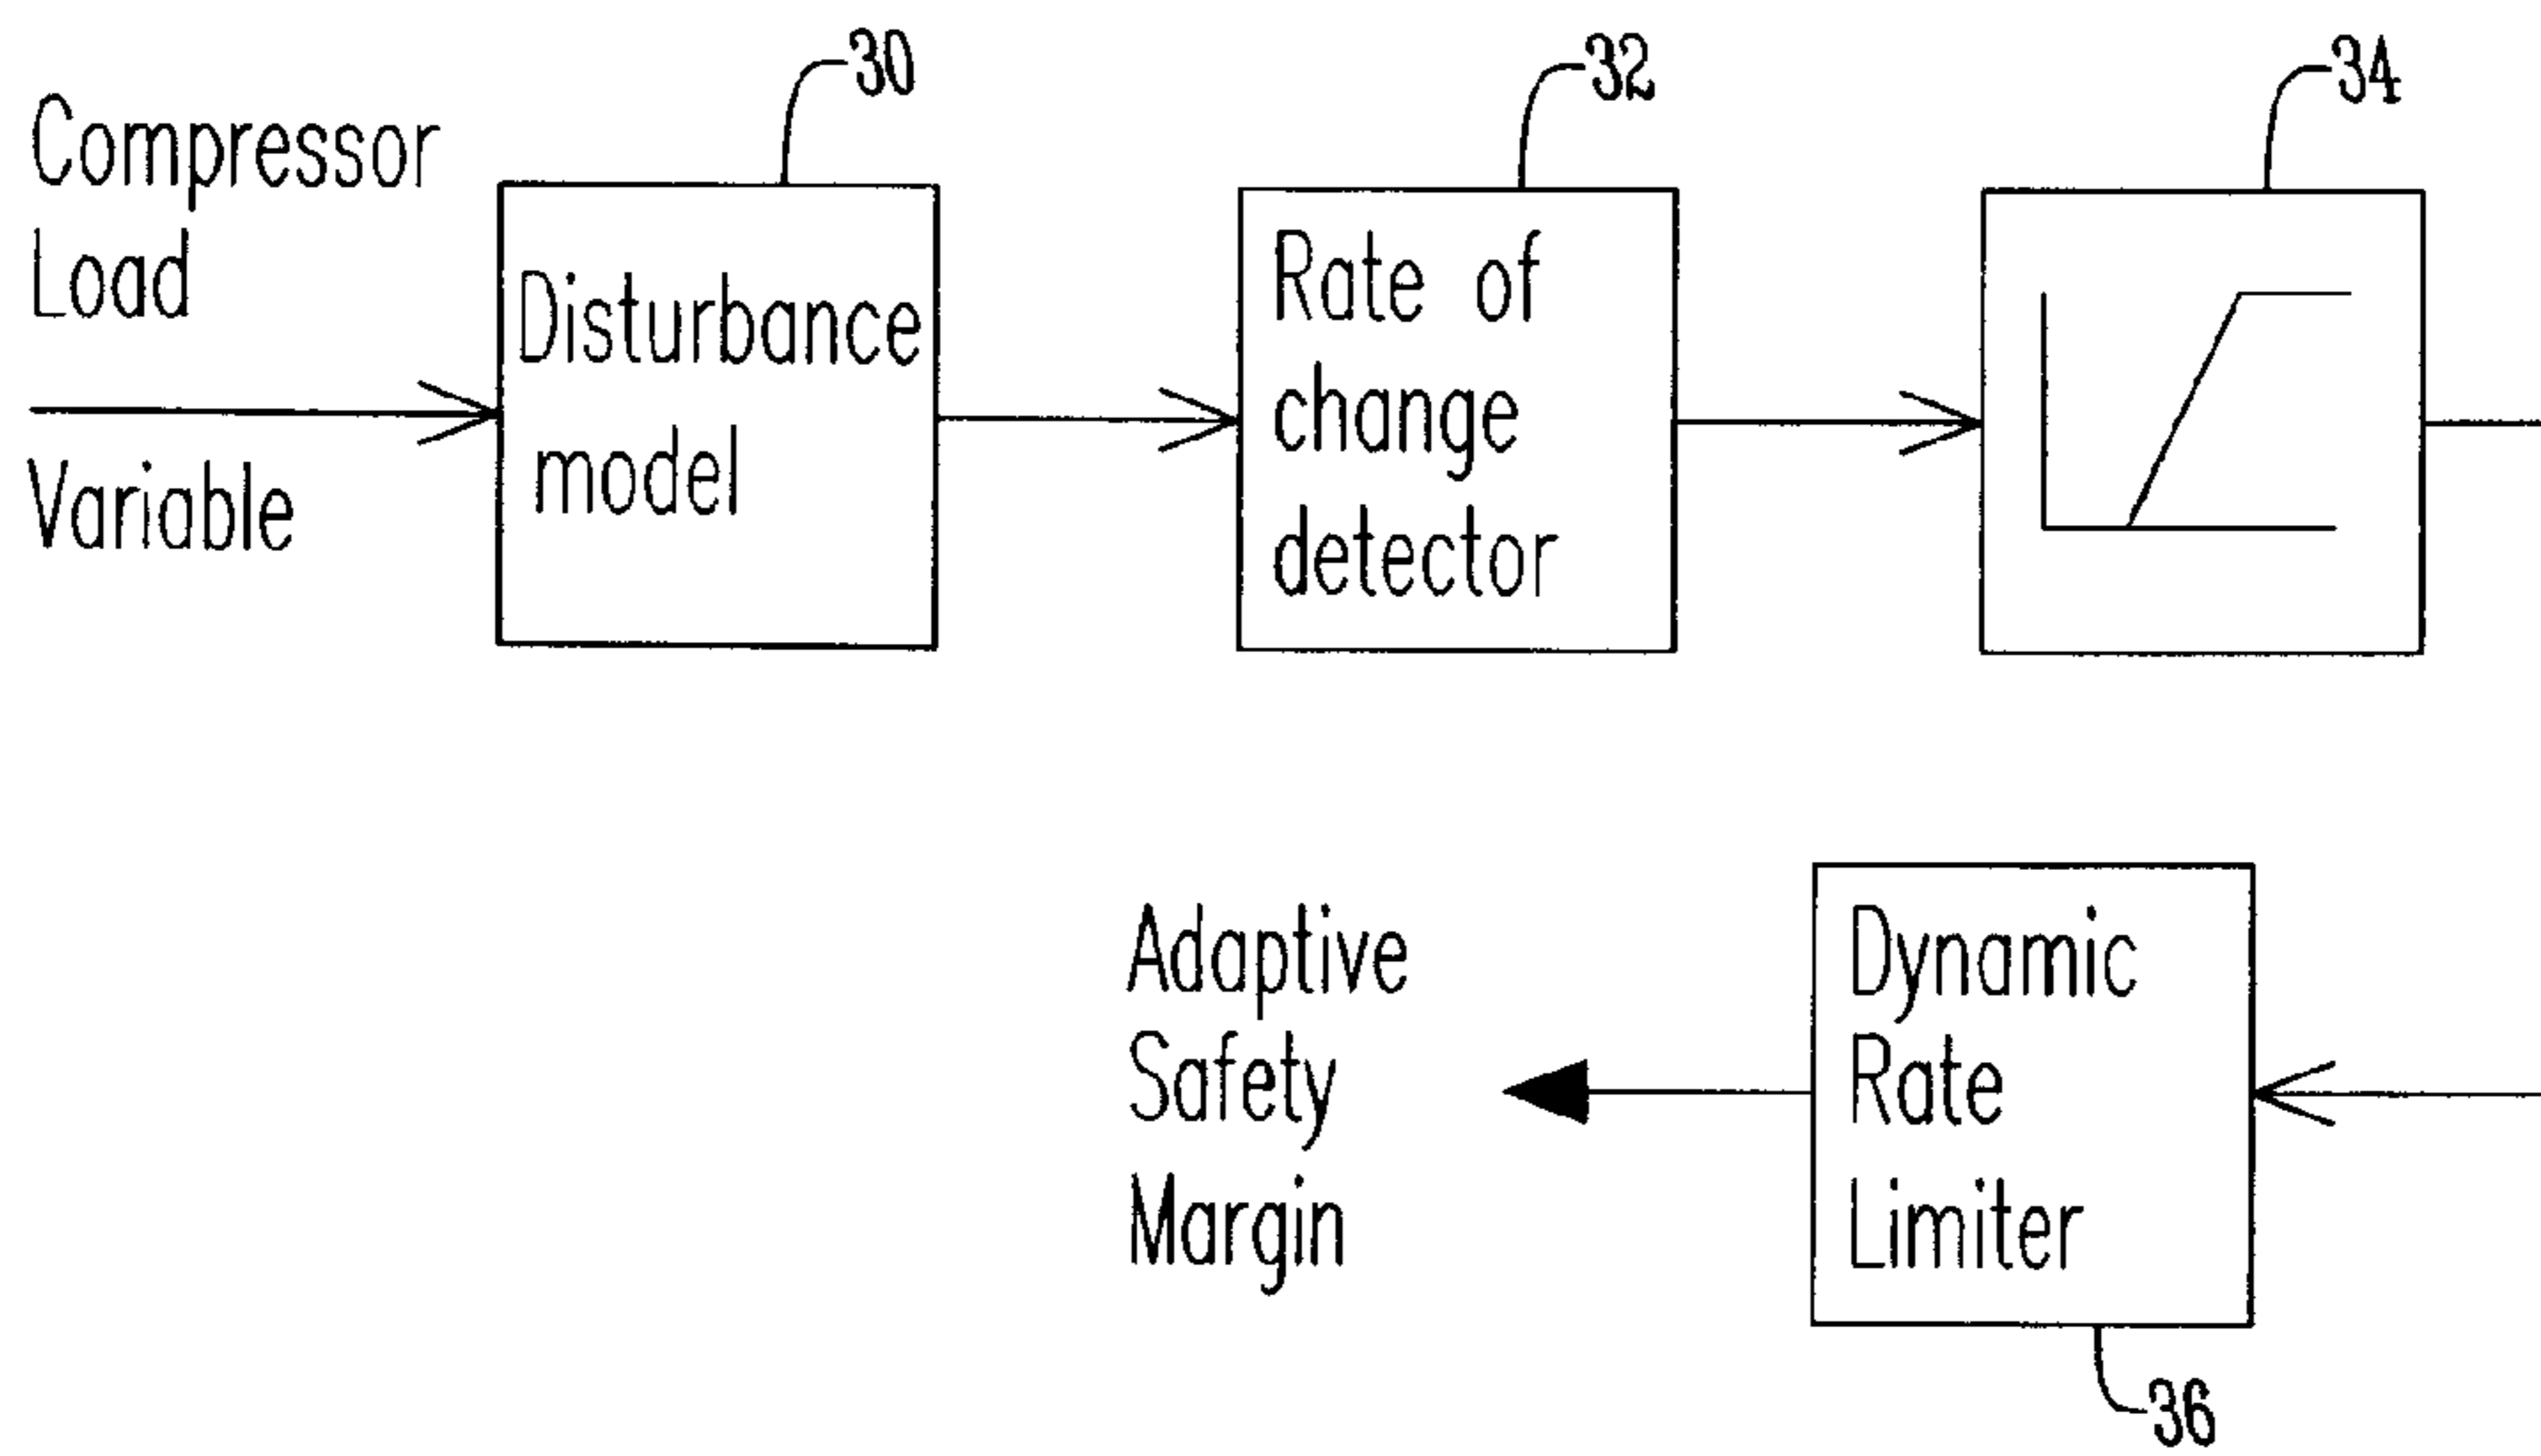 30
32
34
Compressor
Load
Variable
Disturbance
model
Rate of
change
detector
Adaptive
Safety
Margin
Dynamic
Rate
Limiter
36